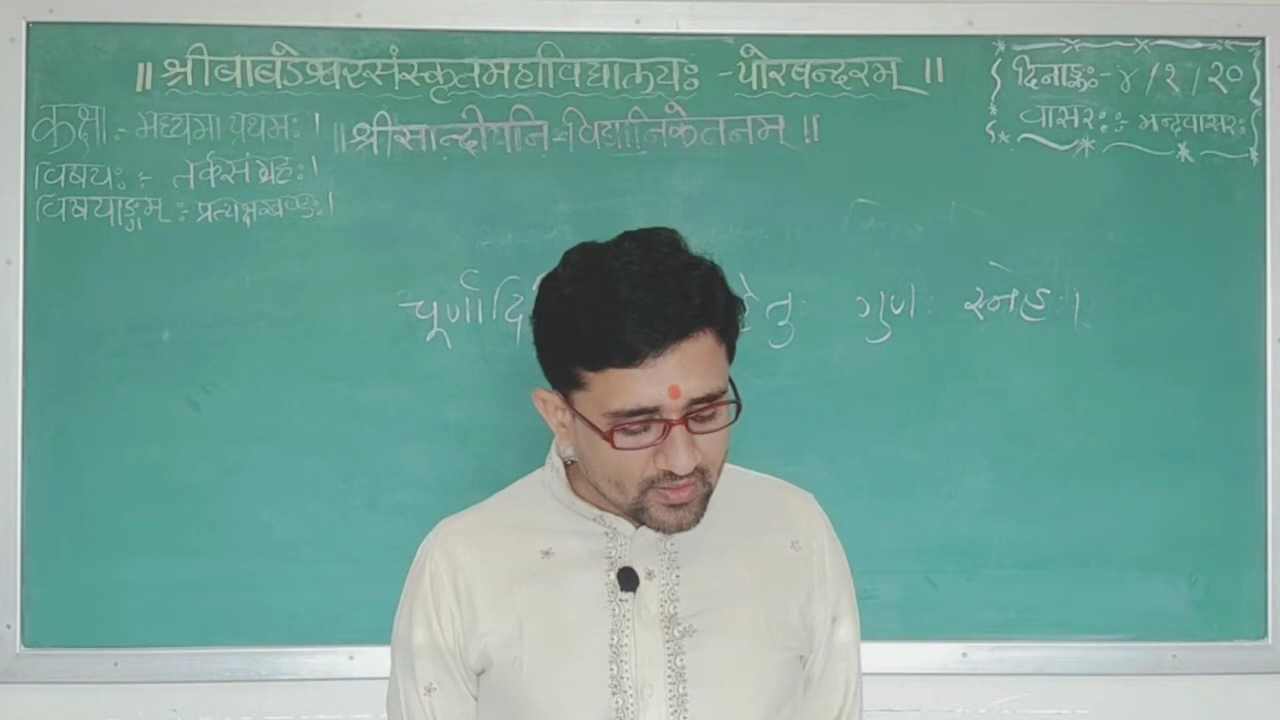 ॥ श्रीबाबडेश्वरसंस्कृतमहाविद्यालयः - पोरबन्दरम् ॥
॥ श्रीसान्दीपनि - विद्यानिकेतनम् ॥
दिनाङ्कः - ४ / १ / २०
वासरः :- मन्दवासरः
कक्षा :- मध्यमा प्रथमः ।
विषयः :- तर्कसंग्रहः ।
विषयाङ्गम् :- प्रत्यक्षखण्डः ।
चूर्णादि हेतुः गुणः स्नेहः ।